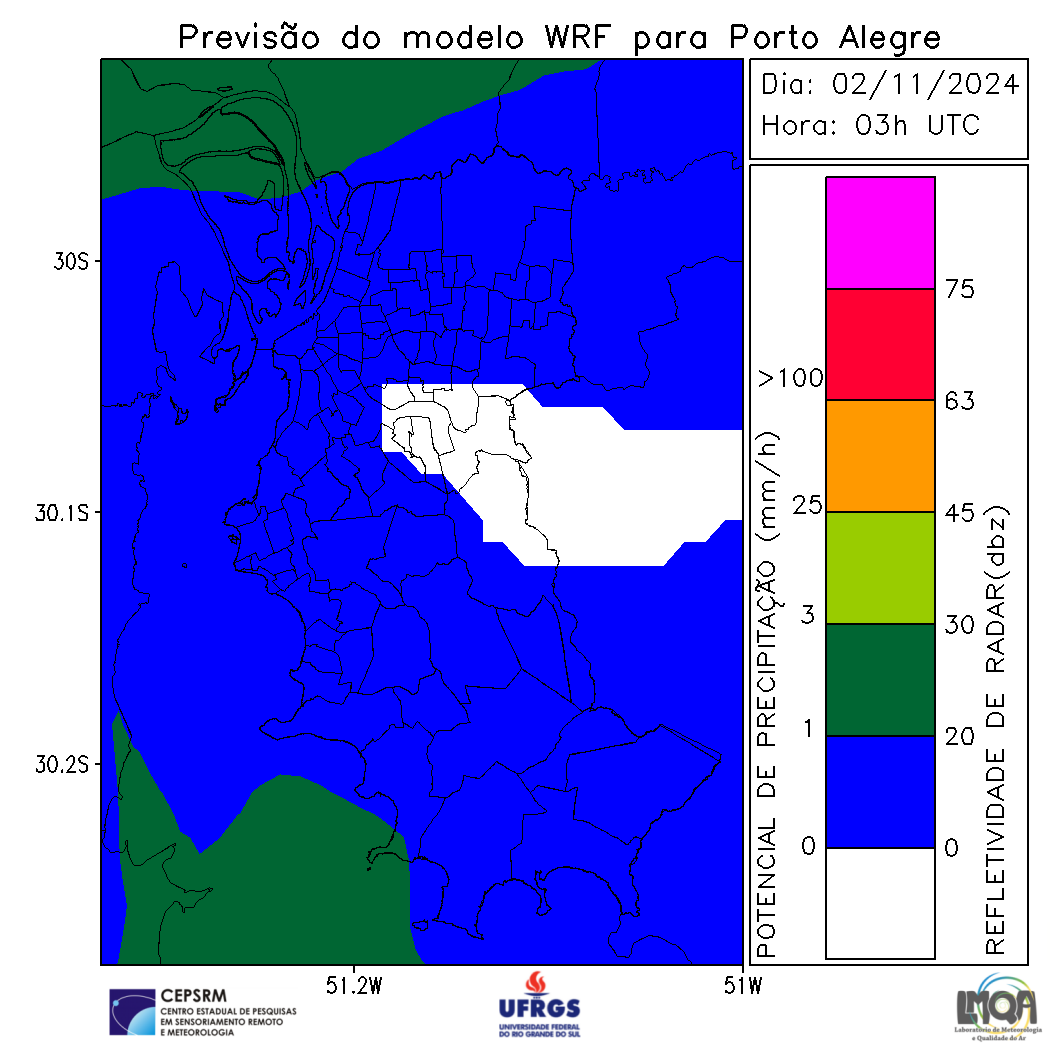 Previsão do modelo WRF para Porto Alegre
Dia: 02/11/2024
Hora: 03h UTC
30S
30.1S
30.2S
51.2W
51W
POTENCIAL DE PRECIPITAÇÃO (mm/h)
>100
25
3
1
0
75
63
45
30
20
0
REFLETIVIDADE DE RADAR(dbz)
CEPSRM
CENTRO ESTADUAL DE PESQUISAS
EM SENSORIAMENTO REMOTO
E METEOROLOGIA
UFRGS
UNIVERSIDADE FEDERAL
DO RIO GRANDE DO SUL
LMQA
Laboratório de Meteorologia
e Qualidade do Ar